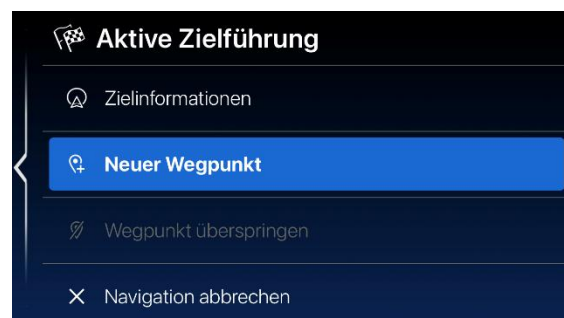 Aktive Zielführung
Zielinformationen
Neuer Wegpunkt
Wegpunkt überspringen
Navigation abbrechen